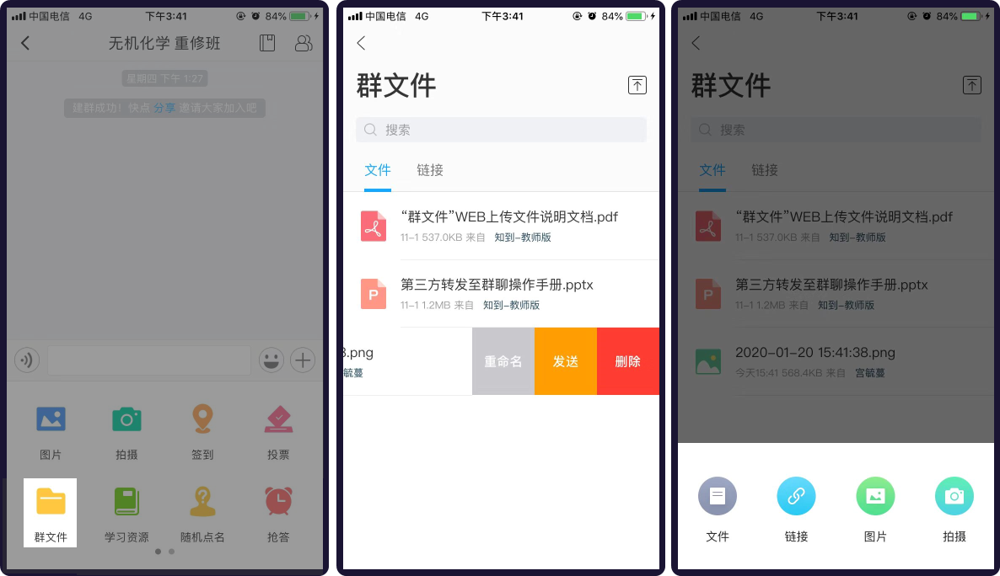 中国电信 4G 下午3:41 84%
无机化学 重修班
星期四 下午 1:27
建群成功！快点 分享 邀请大家加入吧
图片 拍摄 签到 投票
群文件 学习资源 随机点名 抢答
中国电信 4G 下午3:41 84%
群文件
搜索
文件 链接
“群文件”WEB上传文件说明文档.pdf
11-1 537.0KB 来自 知到-教师版
第三方转发至群聊操作手册.pptx
11-1 1.2MB 来自 知到-教师版
8.png
毓蔓
重命名 发送 删除
中国电信 4G 下午3:41 84%
群文件
搜索
文件 链接
“群文件”WEB上传文件说明文档.pdf
11-1 537.0KB 来自 知到-教师版
第三方转发至群聊操作手册.pptx
11-1 1.2MB 来自 知到-教师版
2020-01-20 15:41:38.png
今天15:41 568.4KB 来自 宫毓蔓
文件 链接 图片 拍摄